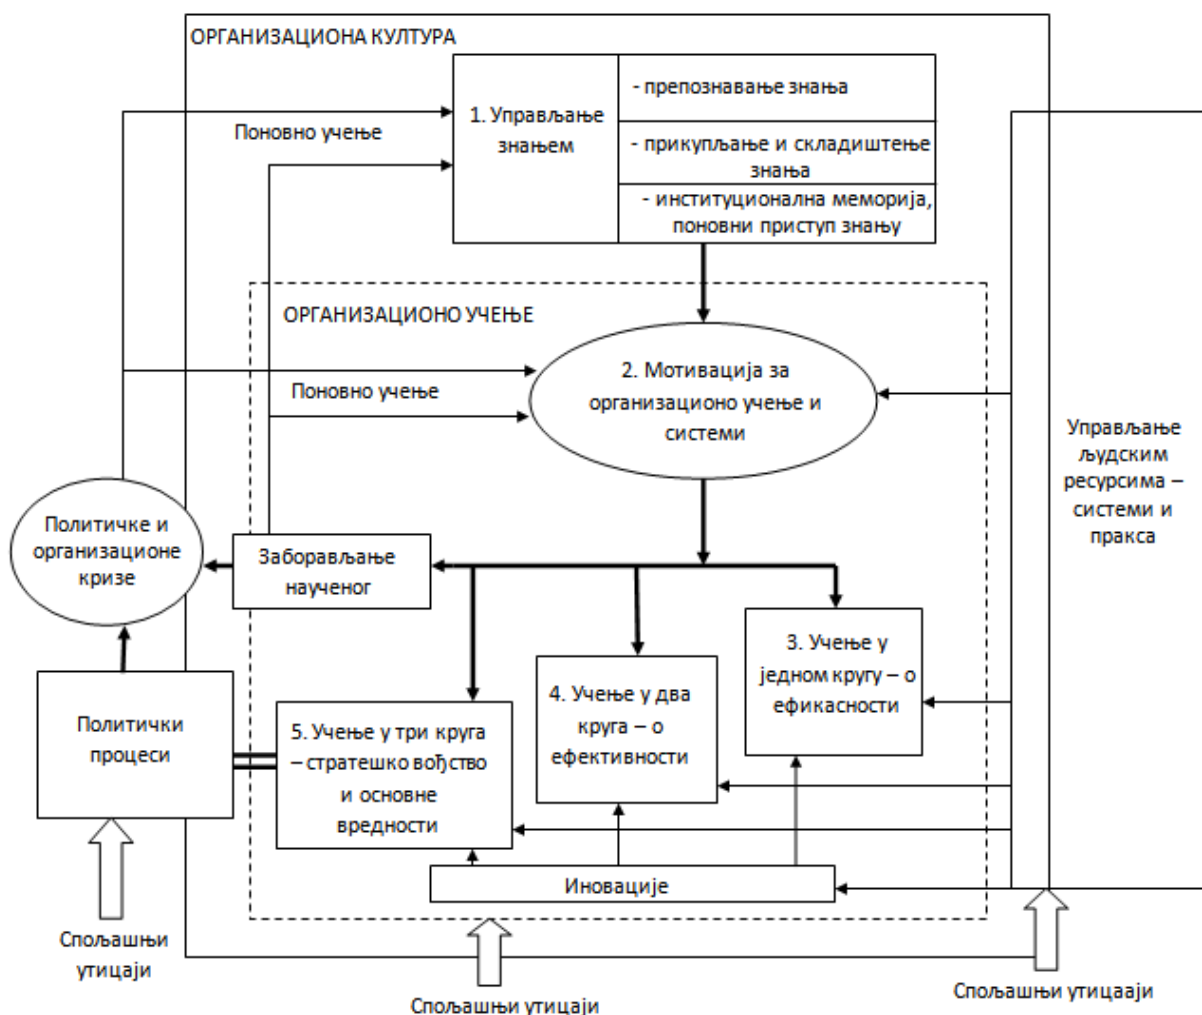 ОРГАНИЗАЦИОНА КУЛТУРА
1. Управљање
знањем
- препознавање знања
- прикупљање и складиштење
знања
- институционална меморија,
поновни приступ знању
Поновно учење
ОРГАНИЗАЦИОНО УЧЕЊЕ
2. Мотивација за
организационо учење и
системи
Поновно учење
Управљање
људским
ресурсима –
системи и
пракса
Политичке и
организационе
кризе
Заборављање
наученог
3. Учење у
једном кругу – о
ефикасности
4. Учење у два
круга – о
ефективности
5. Учење у три круга
– стратешко вођство
и основне
вредности
Политички
процеси
Иновације
Спољашњи
утицаји
Спољашњи утицаји
Спољашњи утицааји